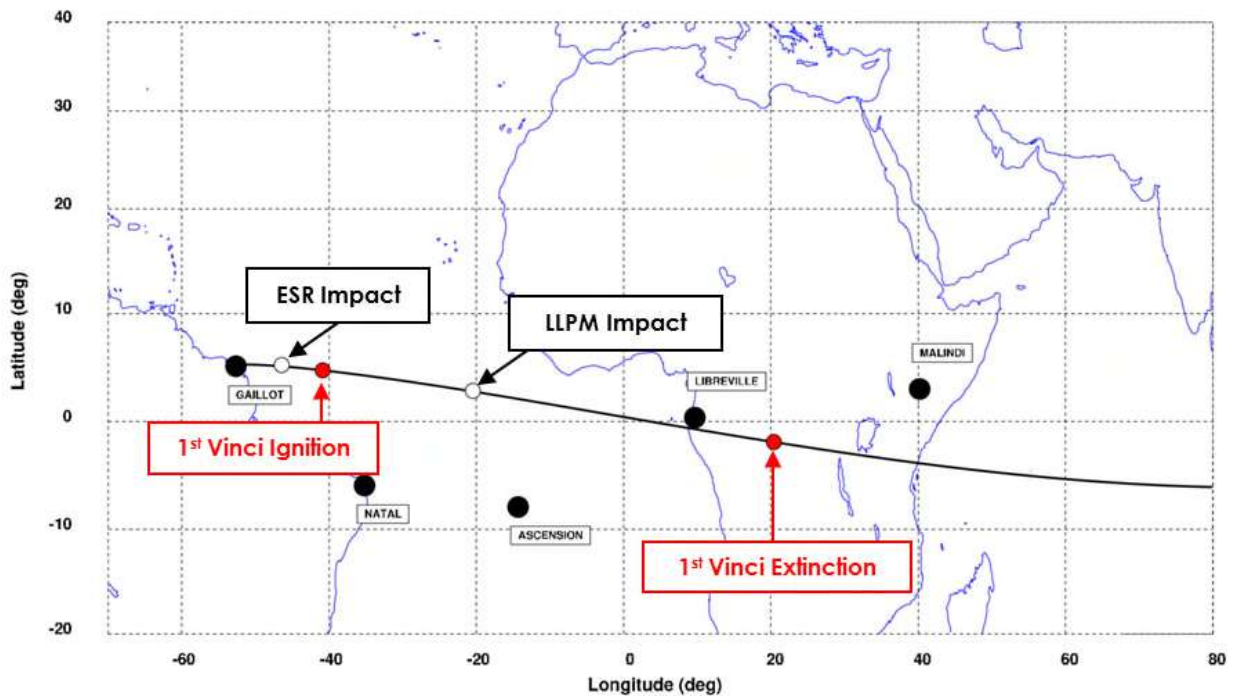 40
30
20
10
0
-10
-20
Latitude (deg)
ESR Impact
LLPM Impact
MALINDI
LIBREVILLE
GAILLOT
1st Vinci Ignition
NATAL
ASCENSION
1st Vinci Extinction
-60
-40
-20
0
20
40
60
80
Longitude (deg)